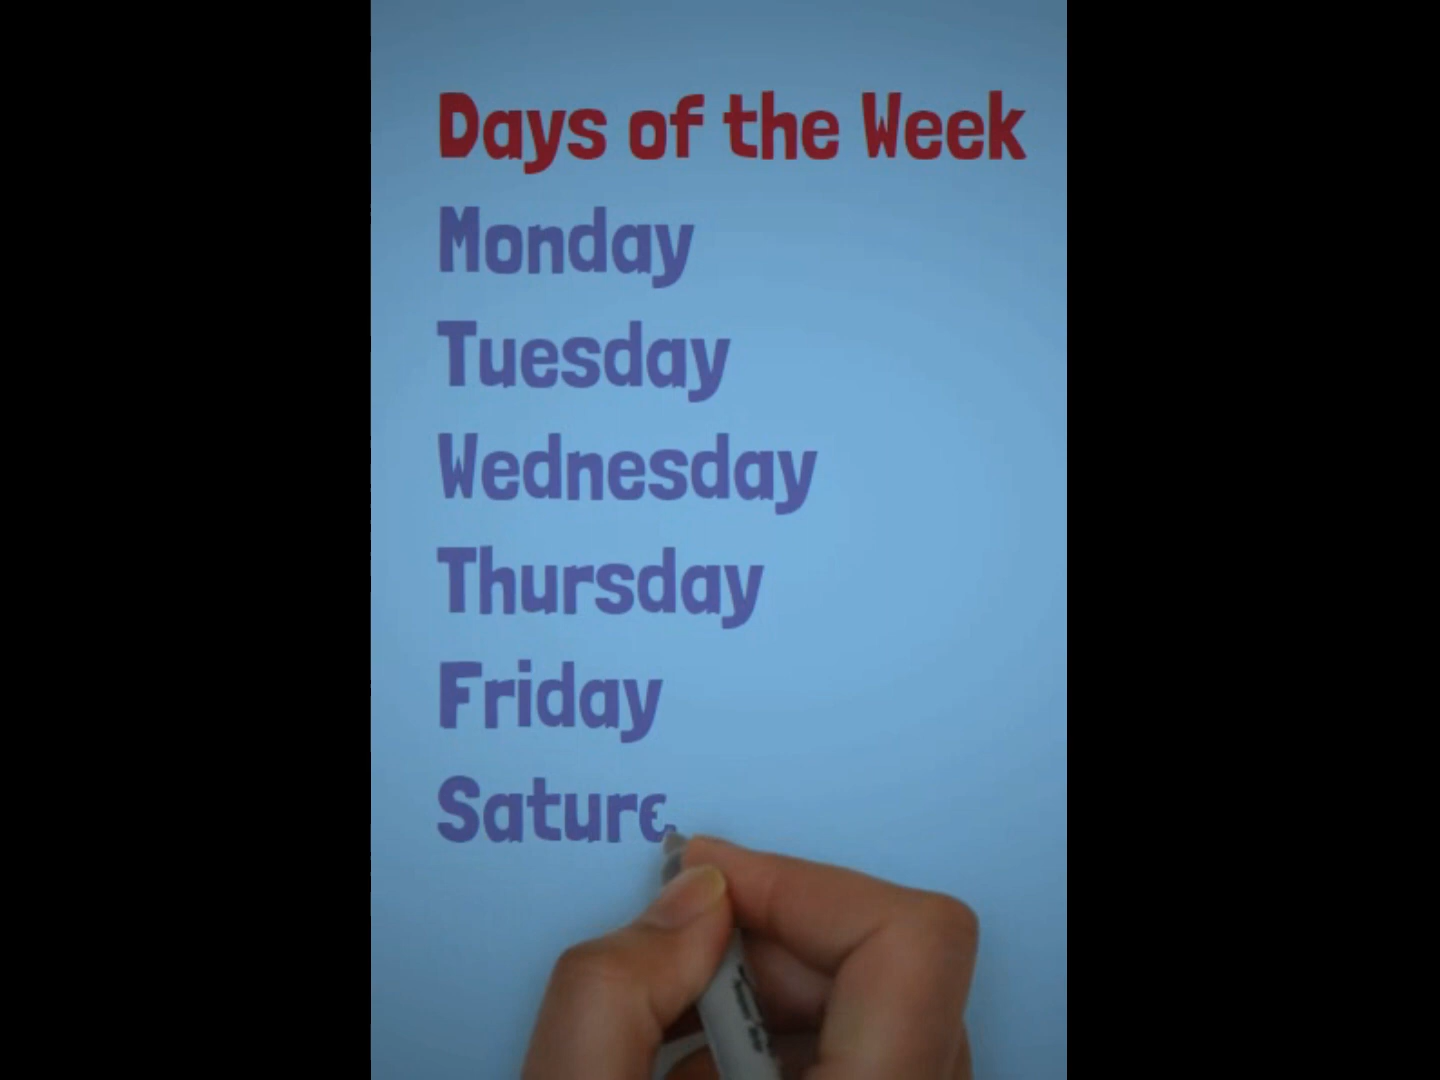 Days of the Week
Monday
Tuesday
Wednesday
Thursday
Friday
Satur